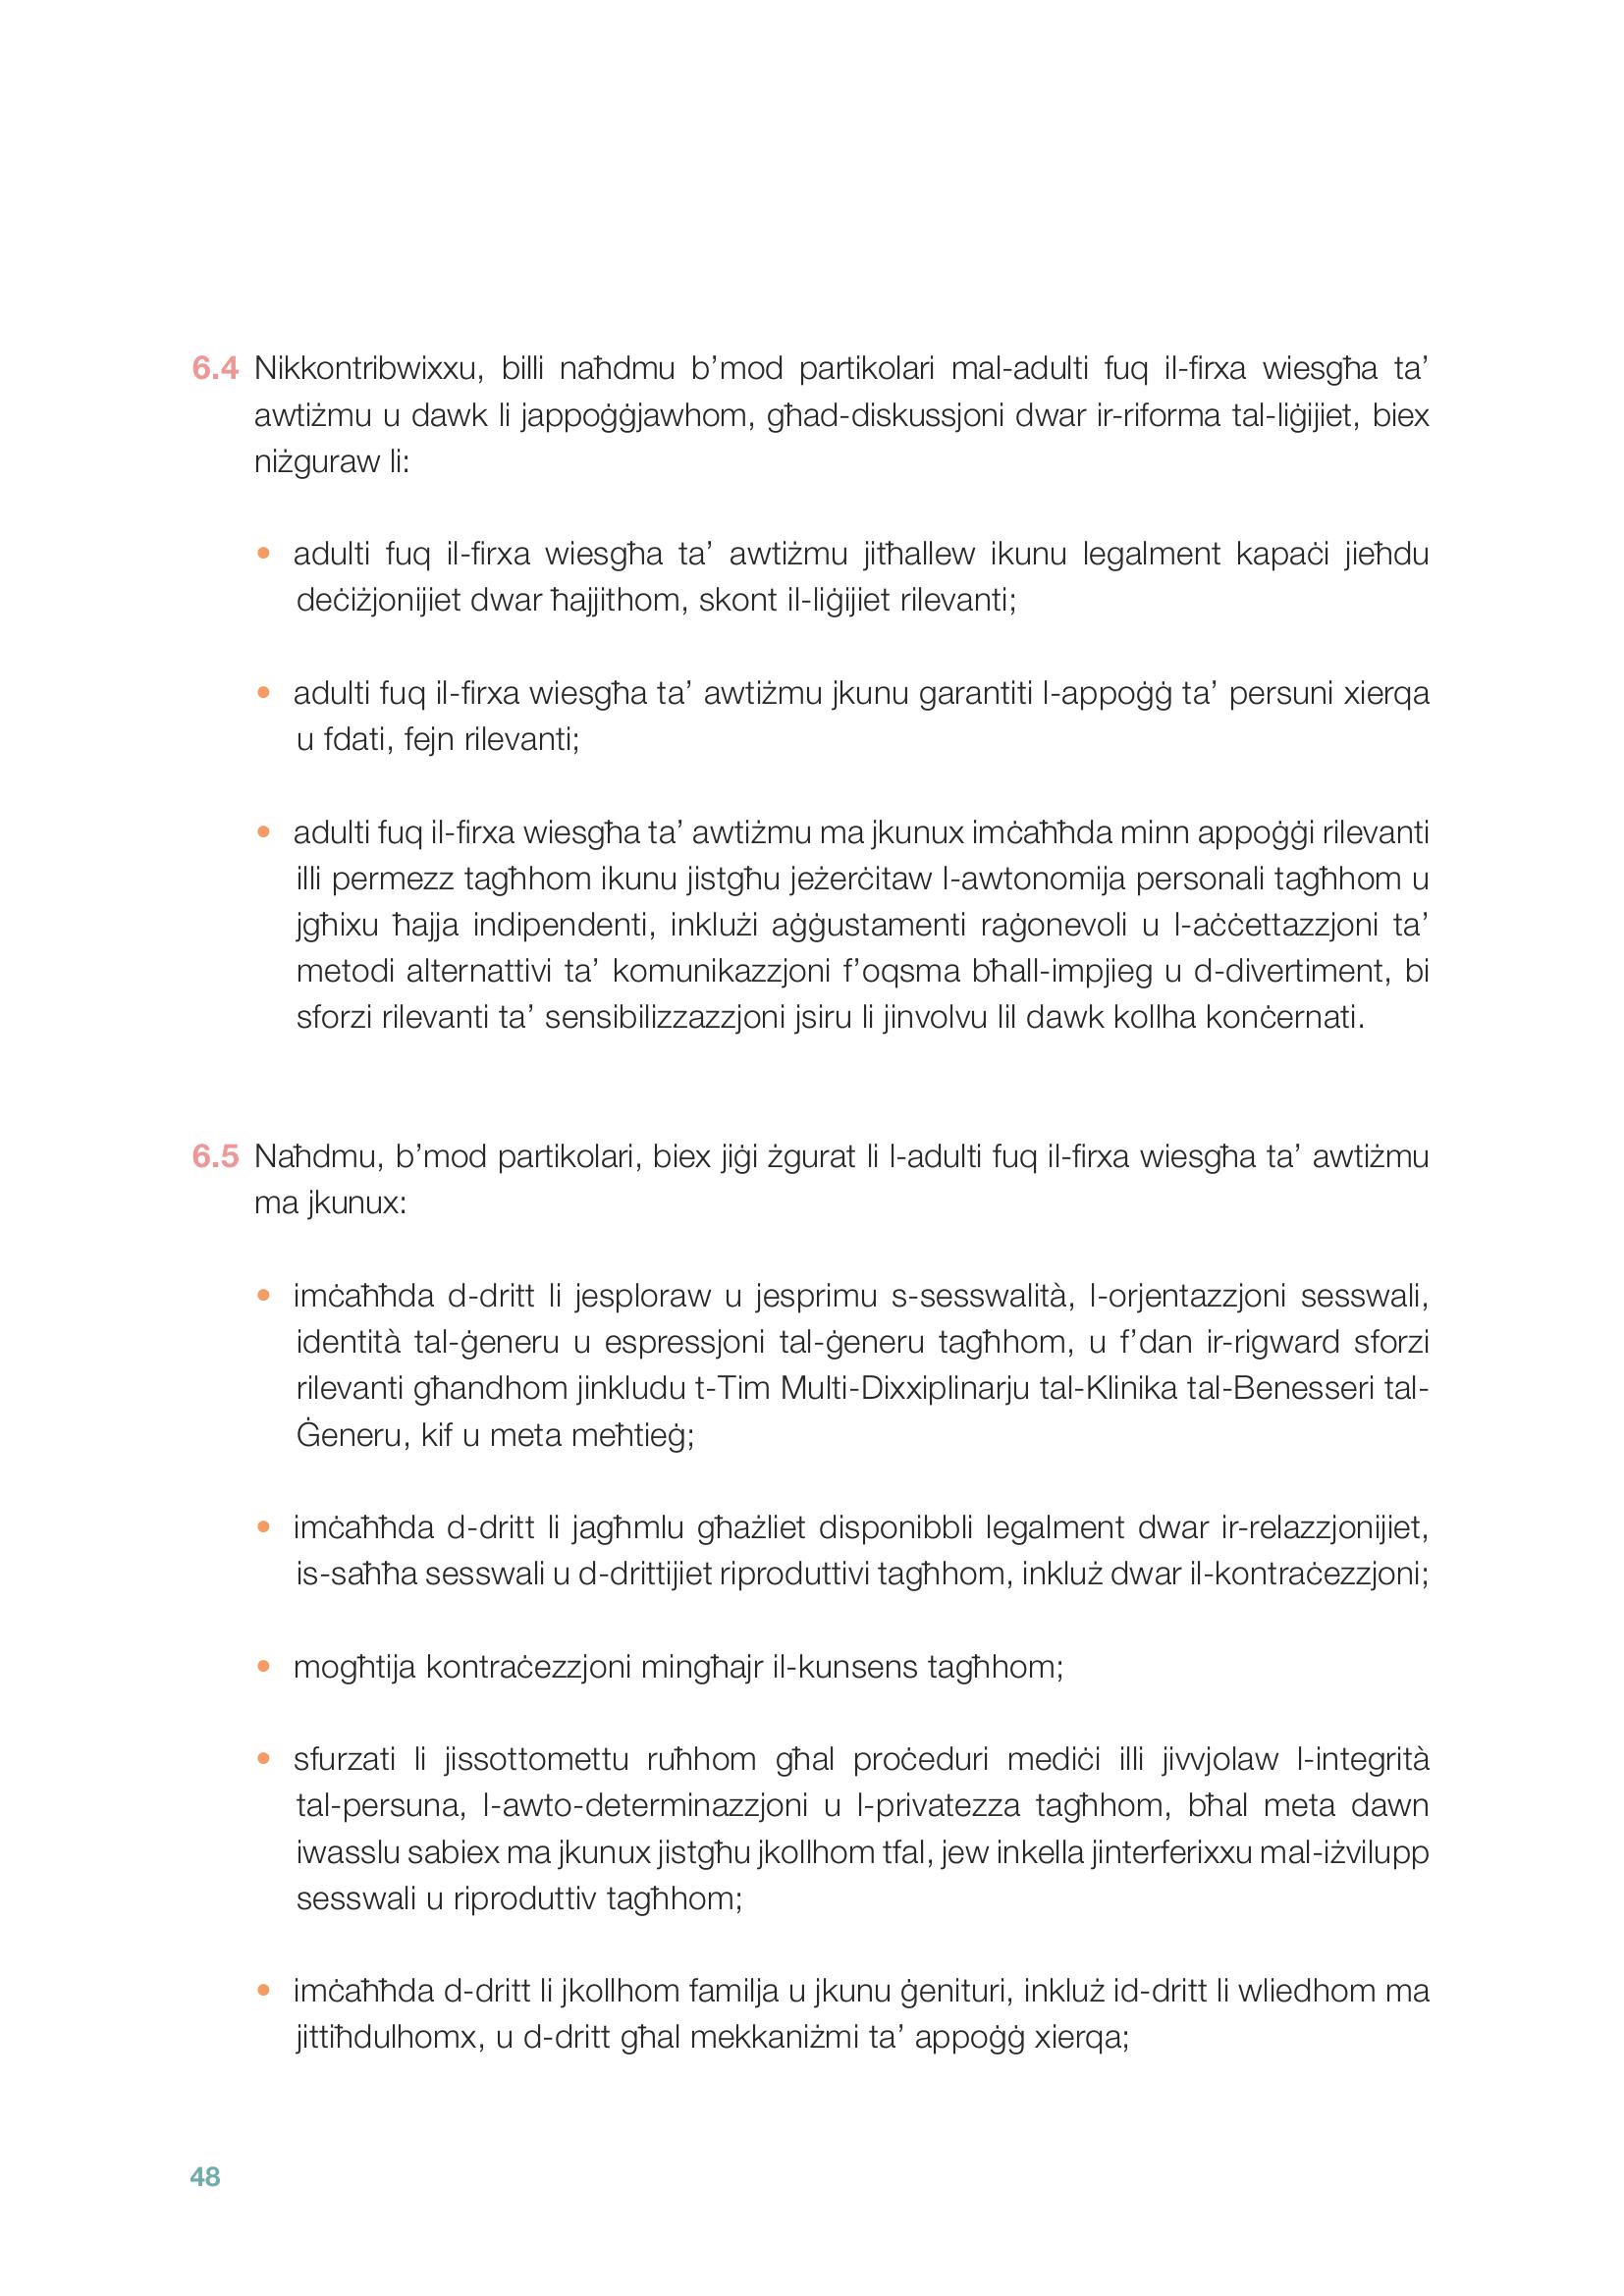 6.4 Nikkontribwixxu, billi naħdmu b’mod partikolari mal-adulti fuq il-firxa wiesgħa ta’
awtiżmu u dawk li jappoġġjawhom, għad-diskussjoni dwar ir-riforma tal-liġijiet, biex
niżguraw li:
• adulti fuq il-firxa wiesgħa ta’ awtiżmu jitħallew ikunu legalment kapaċi jieħdu
deċiżjonijiet dwar ħajjithom, skont il-liġijiet rilevanti;
• adulti fuq il-firxa wiesgħa ta’ awtiżmu jkunu garantiti l-appoġġ ta’ persuni xierqa
u fdati, fejn rilevanti;
• adulti fuq il-firxa wiesgħa ta’ awtiżmu ma jkunux imċaħħda minn appoġġi rilevanti
illi permezz tagħhom ikunu jistgħu jeżerċitaw l-awtonomija personali tagħhom u
jgħixu ħajja indipendenti, inklużi aġġustamenti raġonevoli u l-aċċettazzjoni ta’
metodi alternattivi ta’ komunikazzjoni f’oqsma bħall-impjieg u d-divertiment, bi
sforzi rilevanti ta’ sensibilizzazzjoni jsiru li jinvolvu lil dawk kollha konċernati.
6.5 Naħdmu, b’mod partikolari, biex jiġi żgurat li l-adulti fuq il-firxa wiesgħa ta’ awtiżmu
ma jkunux:
• imċaħħda d-dritt li jesploraw u jesprimu s-sesswalità, l-orjentazzjoni sesswali,
identità tal-ġeneru u espressjoni tal-ġeneru tagħhom, u f’dan ir-rigward sforzi
rilevanti għandhom jinkludu t-Tim Multi-Dixxiplinarju tal-Klinika tal-Benesseri tal-
Ġeneru, kif u meta meħtieġ;
• imċaħħda d-dritt li jagħmlu għażliet disponibbli legalment dwar ir-relazzjonijiet,
is-saħħa sesswali u d-drittijiet riproduttivi tagħhom, inkluż dwar il-kontraċezzjoni;
• mogħtija kontraċezzjoni mingħajr il-kunsens tagħhom;
• sfurzati li jissottomettu ruħhom għal proċeduri mediċi illi jivvjolaw l-integrità
tal-persuna, l-awto-determinazzjoni u l-privatezza tagħhom, bħal meta dawn
iwasslu sabiex ma jkunux jistgħu jkollhom tfal, jew inkella jinterferixxu mal-iżvilupp
sesswali u riproduttiv tagħhom;
• imċaħħda d-dritt li jkollhom familja u jkunu ġenituri, inkluż id-dritt li wliedhom ma
jittiħdulhomx, u d-dritt għal mekkaniżmi ta’ appoġġ xierqa;
48